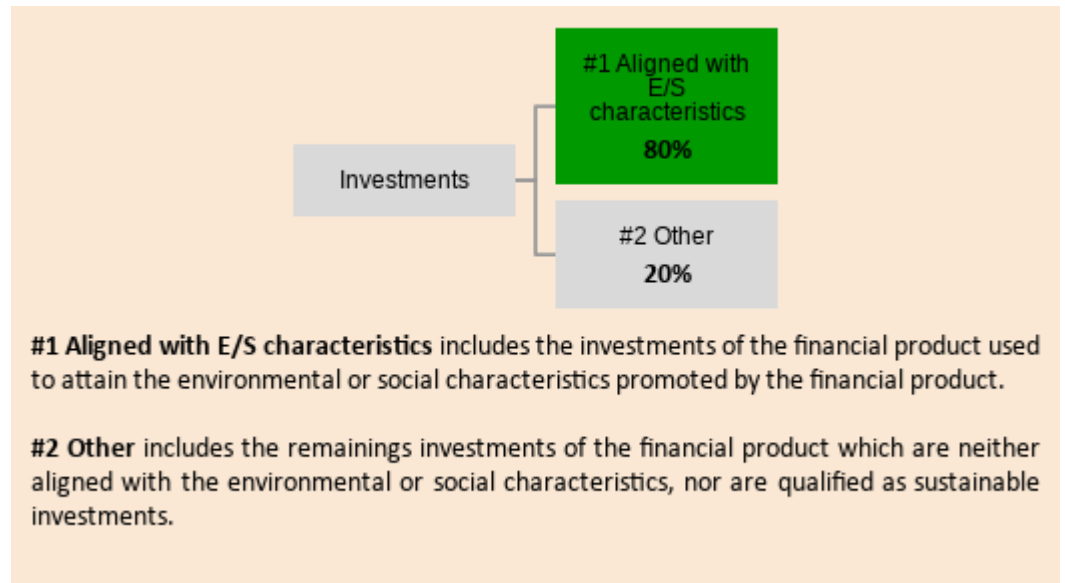 #1 Aligned with
E/S
characteristics
80%
Investments
#2 Other
20%
#1 Aligned with E/S characteristics includes the investments of the financial product used
to attain the environmental or social characteristics promoted by the financial product.
#2 Other includes the remainings investments of the financial product which are neither
aligned with the environmental or social characteristics, nor are qualified as sustainable
investments.